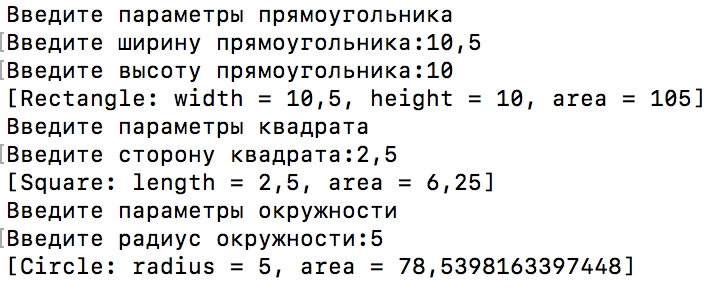 Введите параметры прямоугольника
Введите ширину прямоугольника:10,5
Введите высоту прямоугольника:10
[Rectangle: width = 10,5, height = 10, area = 105]
Введите параметры квадрата
Введите сторону квадрата:2,5
[Square: length = 2,5, area = 6,25]
Введите параметры окружности
Введите радиус окружности:5
[Circle: radius = 5, area = 78,5398163397448]